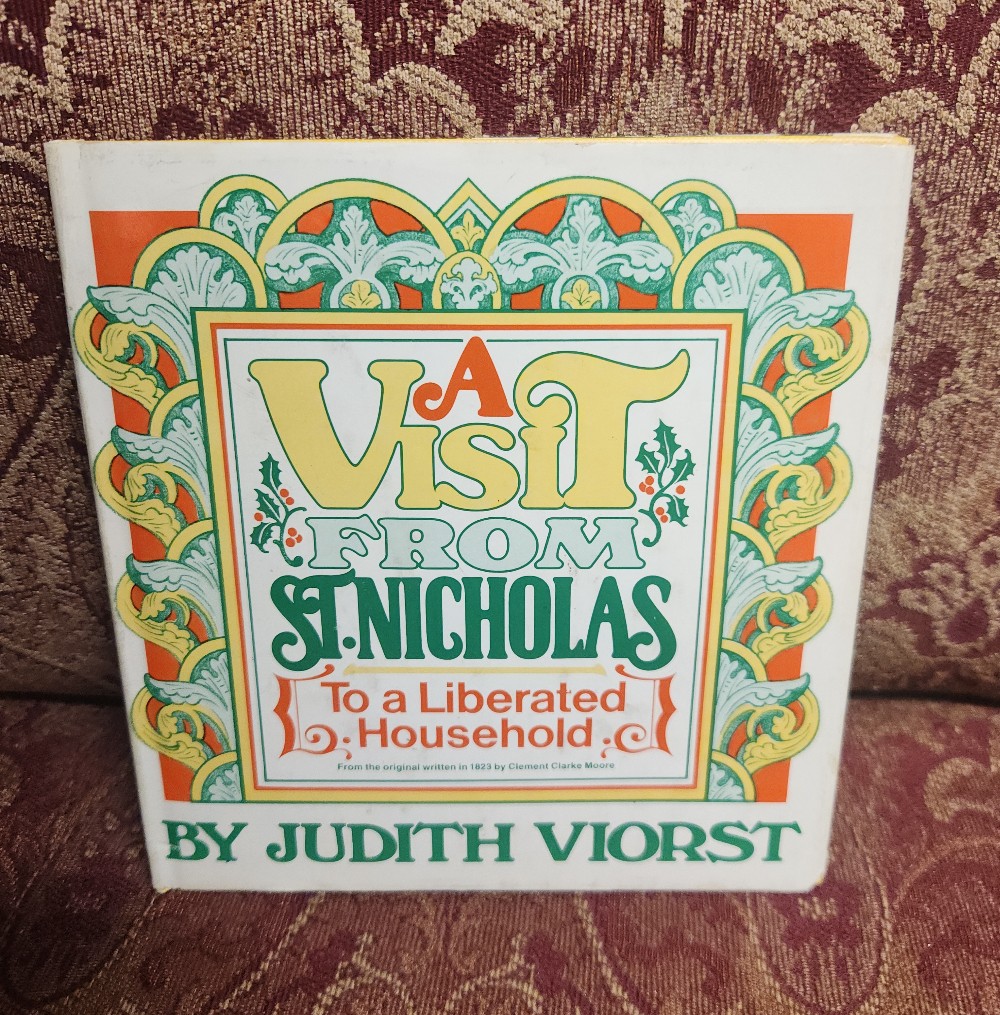 A
VISIT
FROM
ST. NICHOLAS
To a Liberated
Household
From the original written in 1823 by Clement Clarke Moore
BY JUDITH VIORST